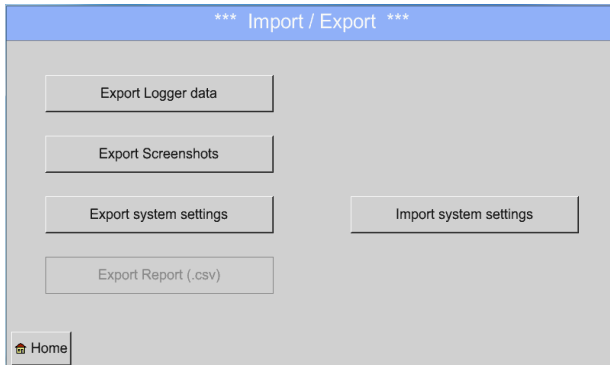 *** Import / Export ***
Export Logger data
Export Screenshots
Export system settings
Import system settings
Export Report (.csv)
Home